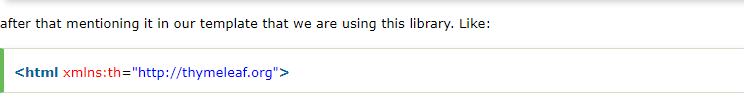 after that mentioning it in our template that we are using this library. Like:
<html xmlns:th="http://thymeleaf.org">